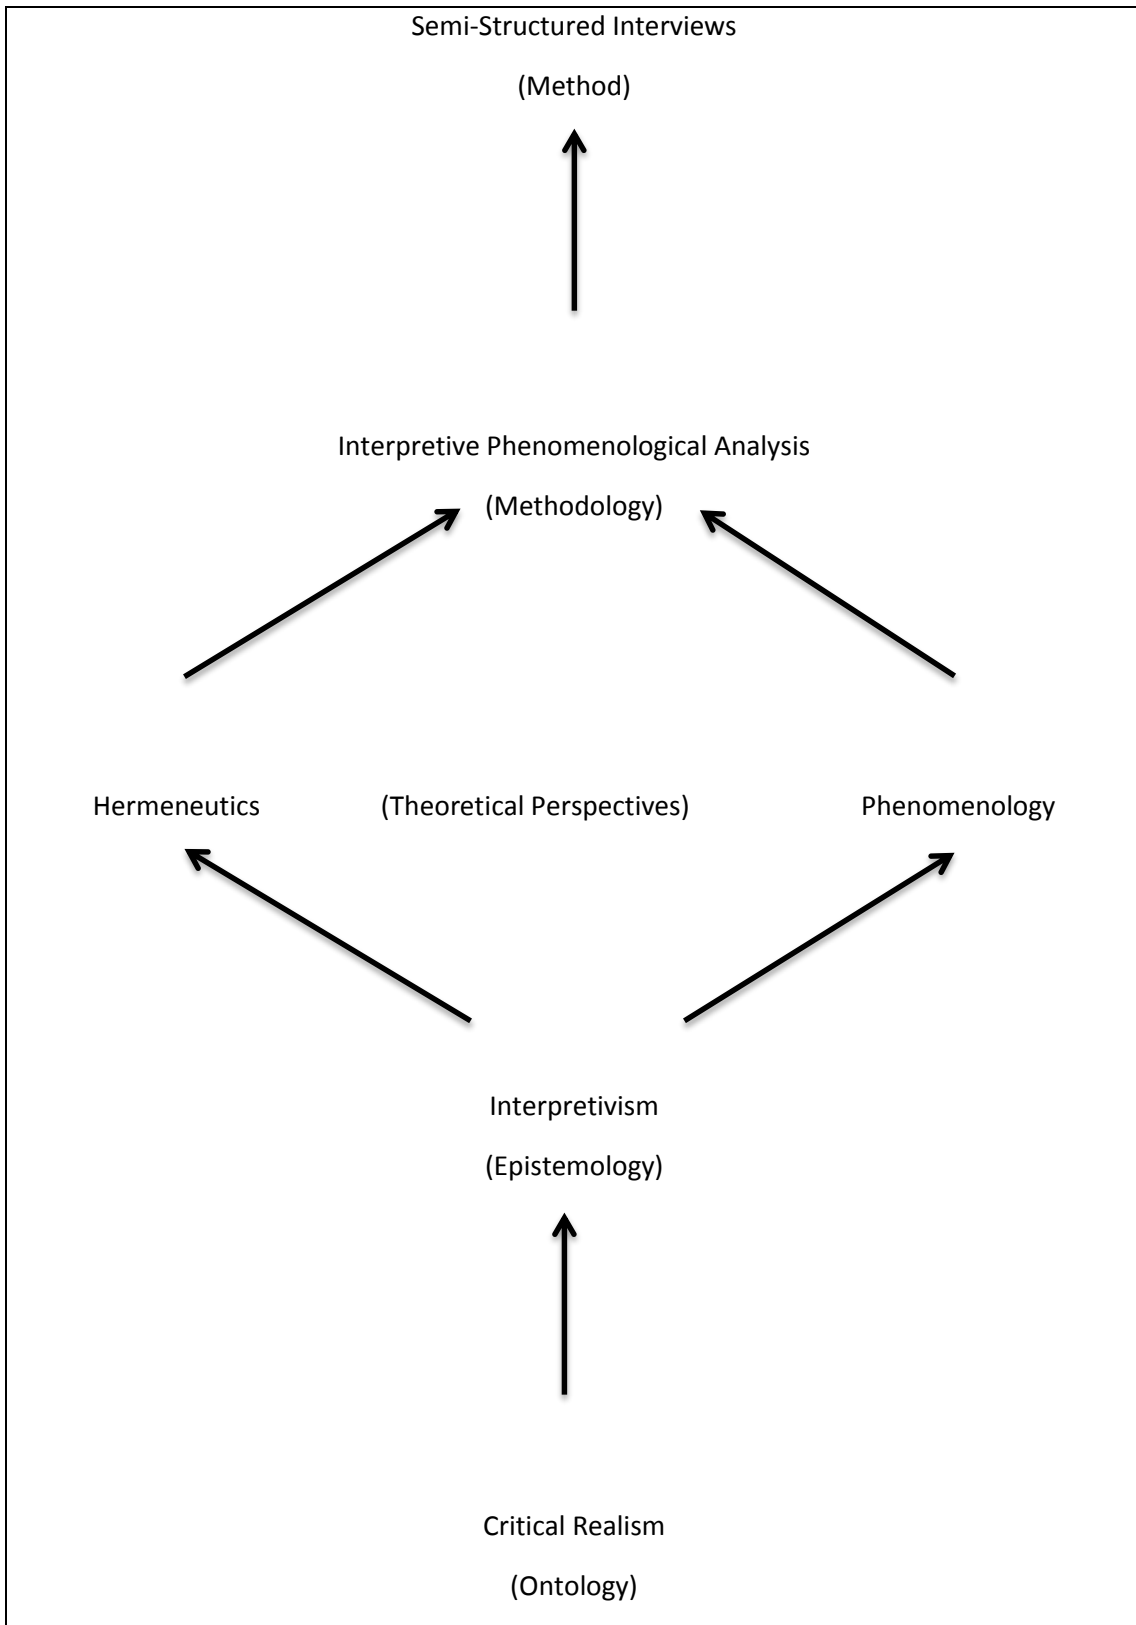 Semi-Structured Interviews
(Method)
Interpretive Phenomenological Analysis
(Methodology)
Hermeneutics (Theoretical Perspectives) Phenomenology
Interpretivism
(Epistemology)
Critical Realism
(Ontology)